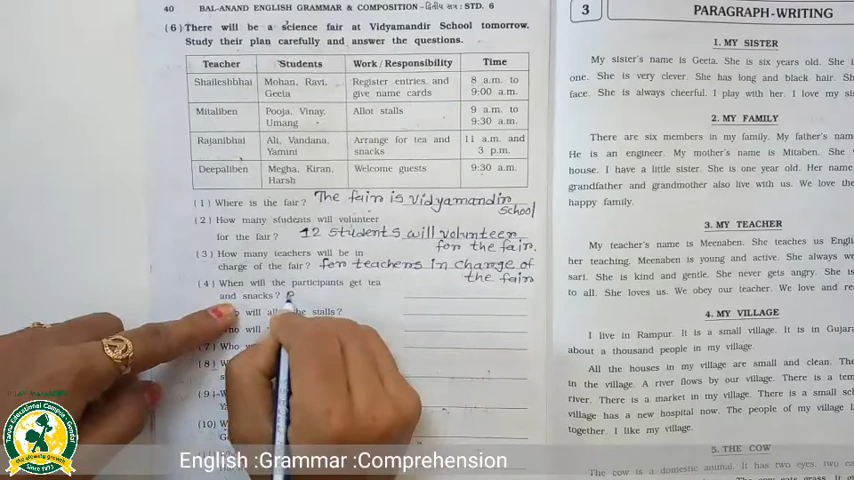 40 BAL-ANAND ENGLISH GRAMMAR & COMPOSITION-દ્વિતીય સત્ર : STD. 6
(6) There will be a science fair at Vidyamandir School tomorrow.
Study their plan carefully and answer the questions.
Teacher Students Work / Responsibility Time
Shaileshbhai Mohan, Ravi, Geeta Register entries, and give name cards 8 a.m. to 9:00 a.m.
Mitaliben Pooja, Vinay, Umang Allot stalls 9 a.m. to 9:30 a.m.
Rajanibhai Ali, Vandana, Yamini Arrange for tea and snacks 11 a.m. and 3 p.m.
Deepaliben Megha, Kiran, Harsh Welcome guests 9:30 a.m.
(1) Where is the fair? The fair is vidyamandir school
(2) How many students will volunteer
for the fair? 12 students will volunteer for the fair.
(3) How many teachers will be in
charge of the fair? for teachers in charge of the fair
(4) When will the participants get tea
and snacks?
the stalls?
(7) Who
(8)
(9)
(10)
3 PARAGRAPH-WRITING
1. MY SISTER
My sister's name is Geeta. She is six years old. She
one. She is very clever. She has long and black hair.
face. She is always cheerful. I play with her. I love my
2. MY FAMILY
There are six members in my family. My father's
He is an engineer. My mother's name is Mitaben. She
house. I have a little sister. She is one year old. Her name
grandfather and grandmother also live with us. We love
happy family.
3. MY TEACHER
My teacher's name is Meenaben. She teaches us
her teaching. Meenaben is young and active. She always
sari. She is kind and gentle. She never gets angry. She is
to all. She loves us. We love and
4. MY VILLAGE
I live in Rampur. It is a small village. It is in
about a thousand people in my village.
All the houses in my village are small and clean. The
in the village. A river flows by our village. There is a
river. There is a market in my village. There is a small
village has a new hospital now. The people of my village
together. I like my village.
5. THE COW
The cow is a domestic animal. It has two eyes, two
English :Grammar :Comprehension